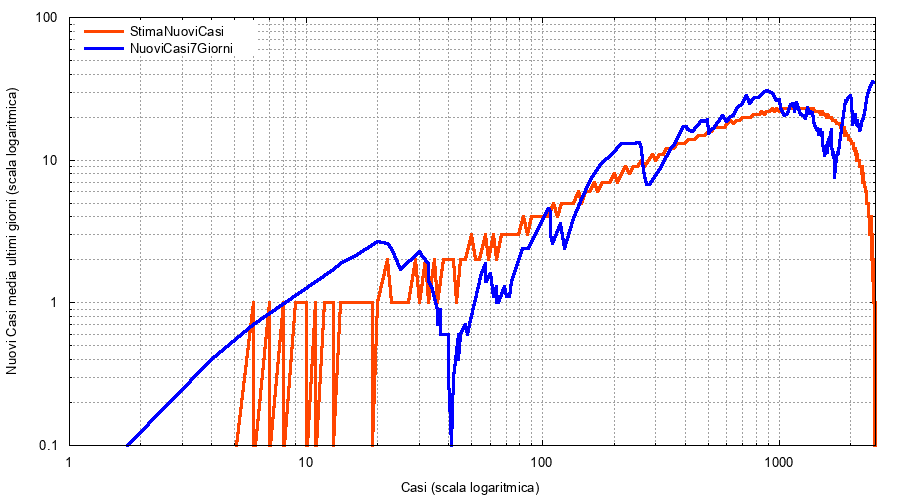 100
StimaNuoviCasi
NuoviCasi7Giorni
10
1
0.1
Nuovi Casi media ultimi giorni (scala logaritmica)
1 10 100 1000
Casi (scala logaritmica)